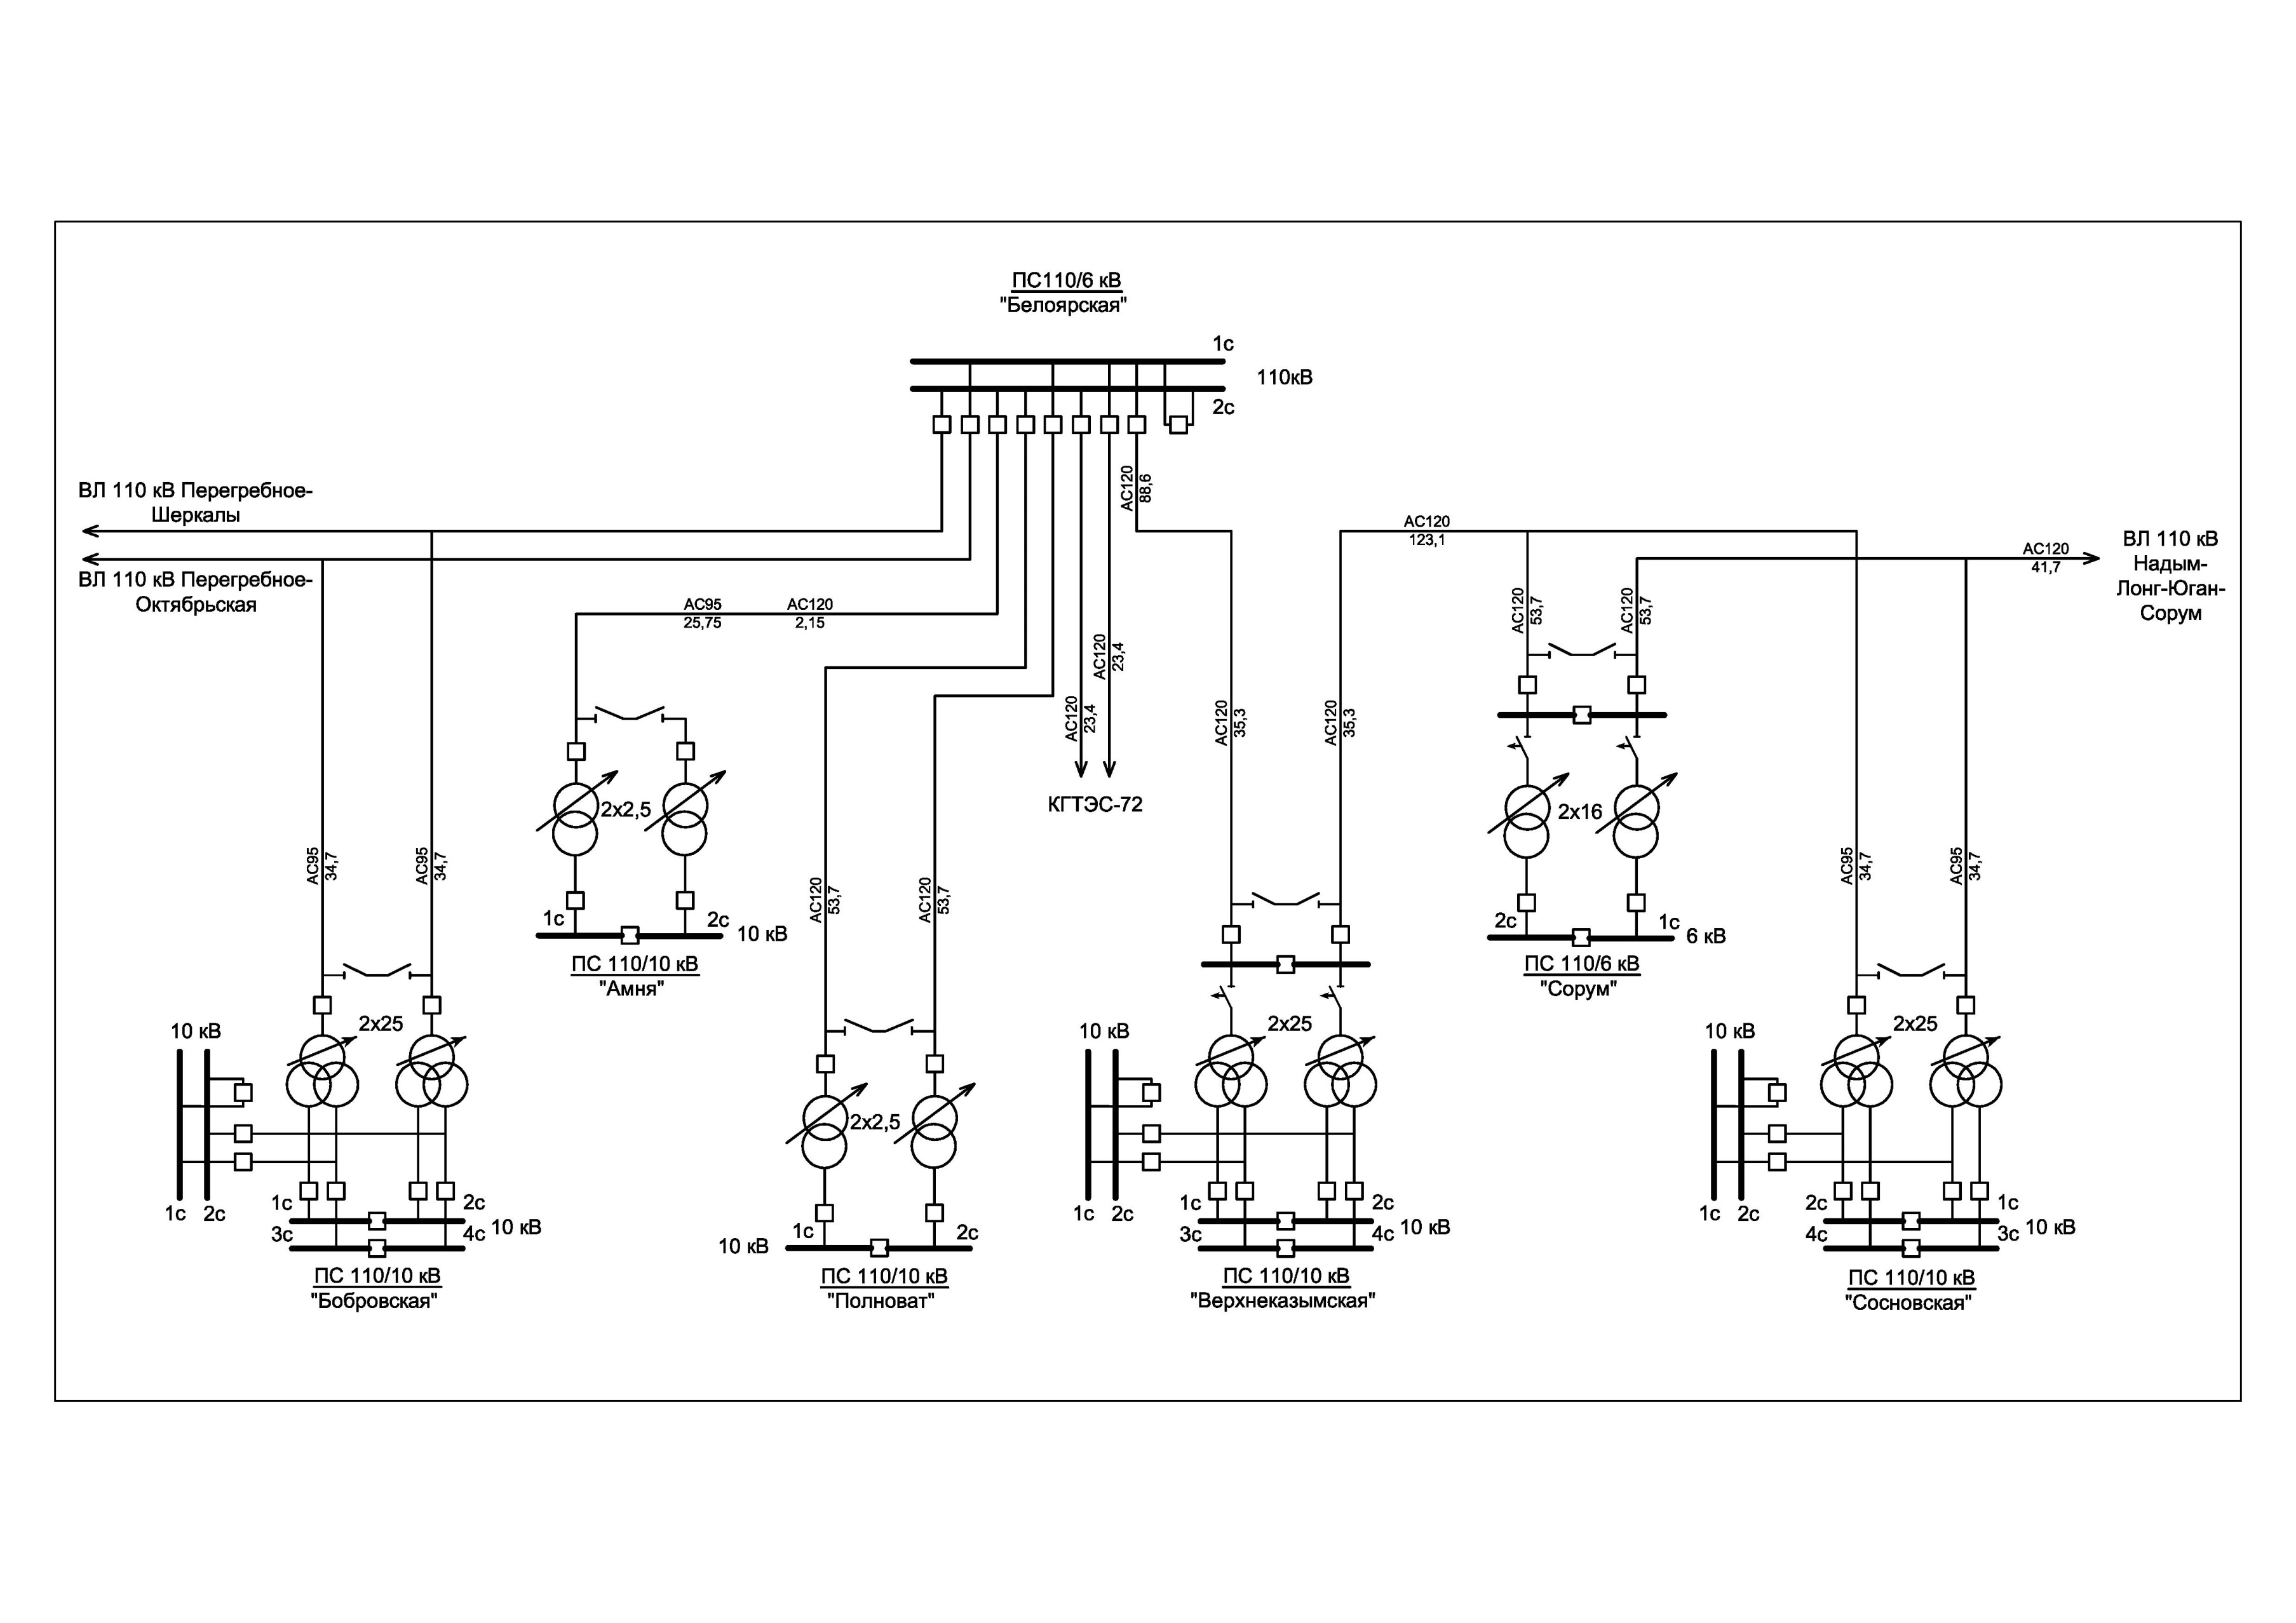 ПС110/6 кВ
"Белоярская"
1с
110кВ
2с
АС120
88,6
ВЛ 110 кВ Перегребное-
Шеркалы
ВЛ 110 кВ Перегребное-
Октябрьская
АС120
123,1
ВЛ 110 кВ
Надым-
Лонг-Юган-
Сорум
АС120
41,7
АС95
25,75
АС120
2,15
АС120
53,7
АС120
53,7
АС120
23,4
АС120
23,4
КГТЭС-72
АС120
35,3
АС120
35,3
2х2,5
2х16
АС95
34,7
АС95
34,7
АС120
53,7
АС120
53,7
АС95
34,7
АС95
34,7
1с
2с
10 кВ
ПС 110/10 кВ
"Амня"
2с
1с
6 кВ
ПС 110/6 кВ
"Сорум"
10 кВ
2х25
1с
2с
1с
2с
3с
4с
10 кВ
ПС 110/10 кВ
"Бобровская"
2х2,5
1с
2с
10 кВ
ПС 110/10 кВ
"Полноват"
10 кВ
2х25
1с
2с
1с
2с
3с
4с
10 кВ
ПС 110/10 кВ
"Верхнеказымская"
10 кВ
2х25
1с
2с
2с
1с
4с
3с
10 кВ
ПС 110/10 кВ
"Сосновская"